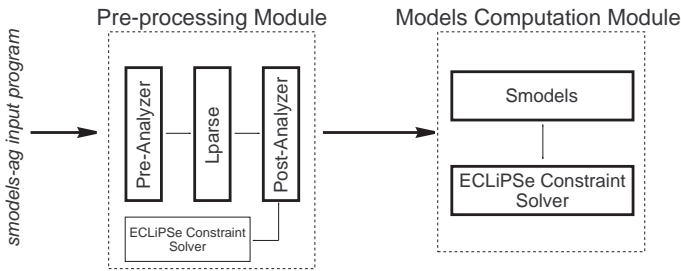 Pre-processing Module
Models Computation Module
smodels-ag input program
Pre-Analyzer
Lparse
Post-Analyzer
ECLiPSe Constraint
Solver
Smodels
ECLiPSe Constraint
Solver